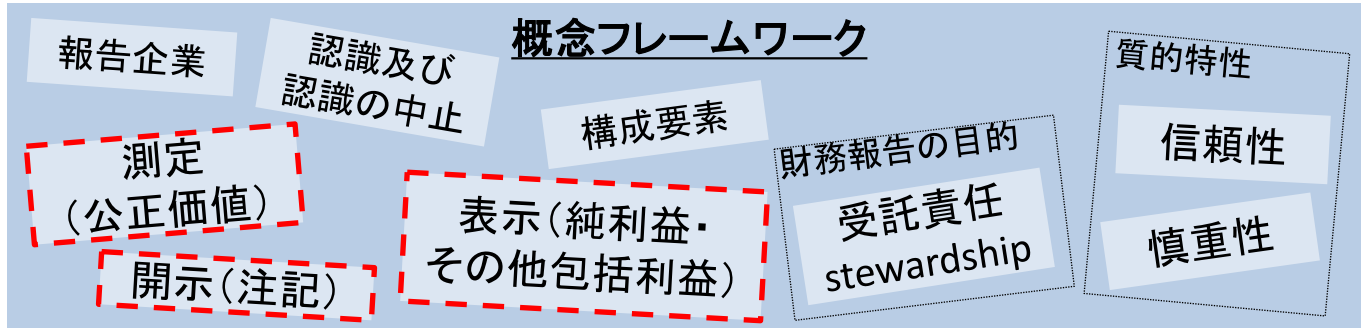 概念フレームワーク
報告企業
認識及び
認識の中止
構成要素
質的特性
信頼性
慎重性
財務報告の目的
受託責任
stewardship
測定
（公正価値）
表示（純利益・
その他包括利益）
開示（注記）